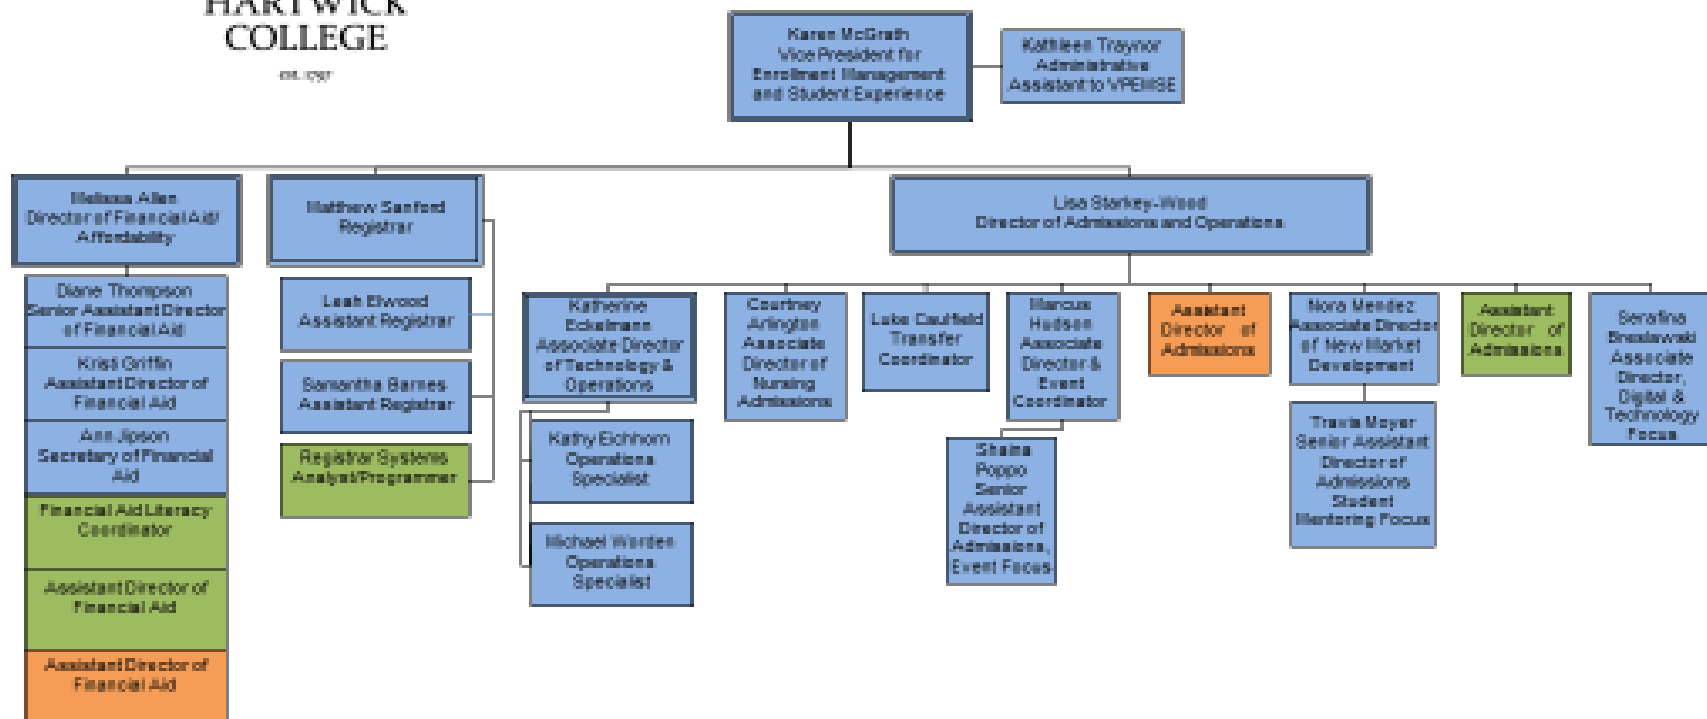 HARTWICK
COLLEGE
est. 1797
Karen McGrath
Vice President for
Enrollment Management
and Student Experience
Kathleen Traynor
Administrative
Assistant to VPEMSE
Melissa Allen
Director of Financial Aid/
Affordability
Matthew Sanford
Registrar
Lisa Starkey-Wood
Director of Admissions and Operations
Diane Thompson
Senior Assistant Director
of Financial Aid
Kristi Griffin
Assistant Director of
Financial Aid
Ann Jipson
Secretary of Financial
Aid
Financial Aid Literacy
Coordinator
Assistant Director of
Financial Aid
Assistant Director of
Financial Aid
Leah Elwood
Assistant Registrar
Samantha Barnes
Assistant Registrar
Registrar Systems
Analyst/Programmer
Katherine
Eckelmann
Associate Director
of Technology &
Operations
Kathy Eichhorn
Operations
Specialist
Michael Worden
Operations
Specialist
Courtney
Arlington
Associate
Director of
Nursing
Admissions
Luke Caulfield
Transfer
Coordinator
Marcus
Hudson
Associate
Director &
Event
Coordinator
Shaina
Poppo
Senior
Assistant
Director of
Admissions,
Event Focus
Assistant
Director of
Admissions
Nora Mendez
Associate Director
of New Market
Development
Travis Moyer
Senior Assistant
Director of
Admissions
Student
Mentoring Focus
Assistant
Director of
Admissions
Serafina
Breslawski
Associate
Director,
Digital &
Technology
Focus